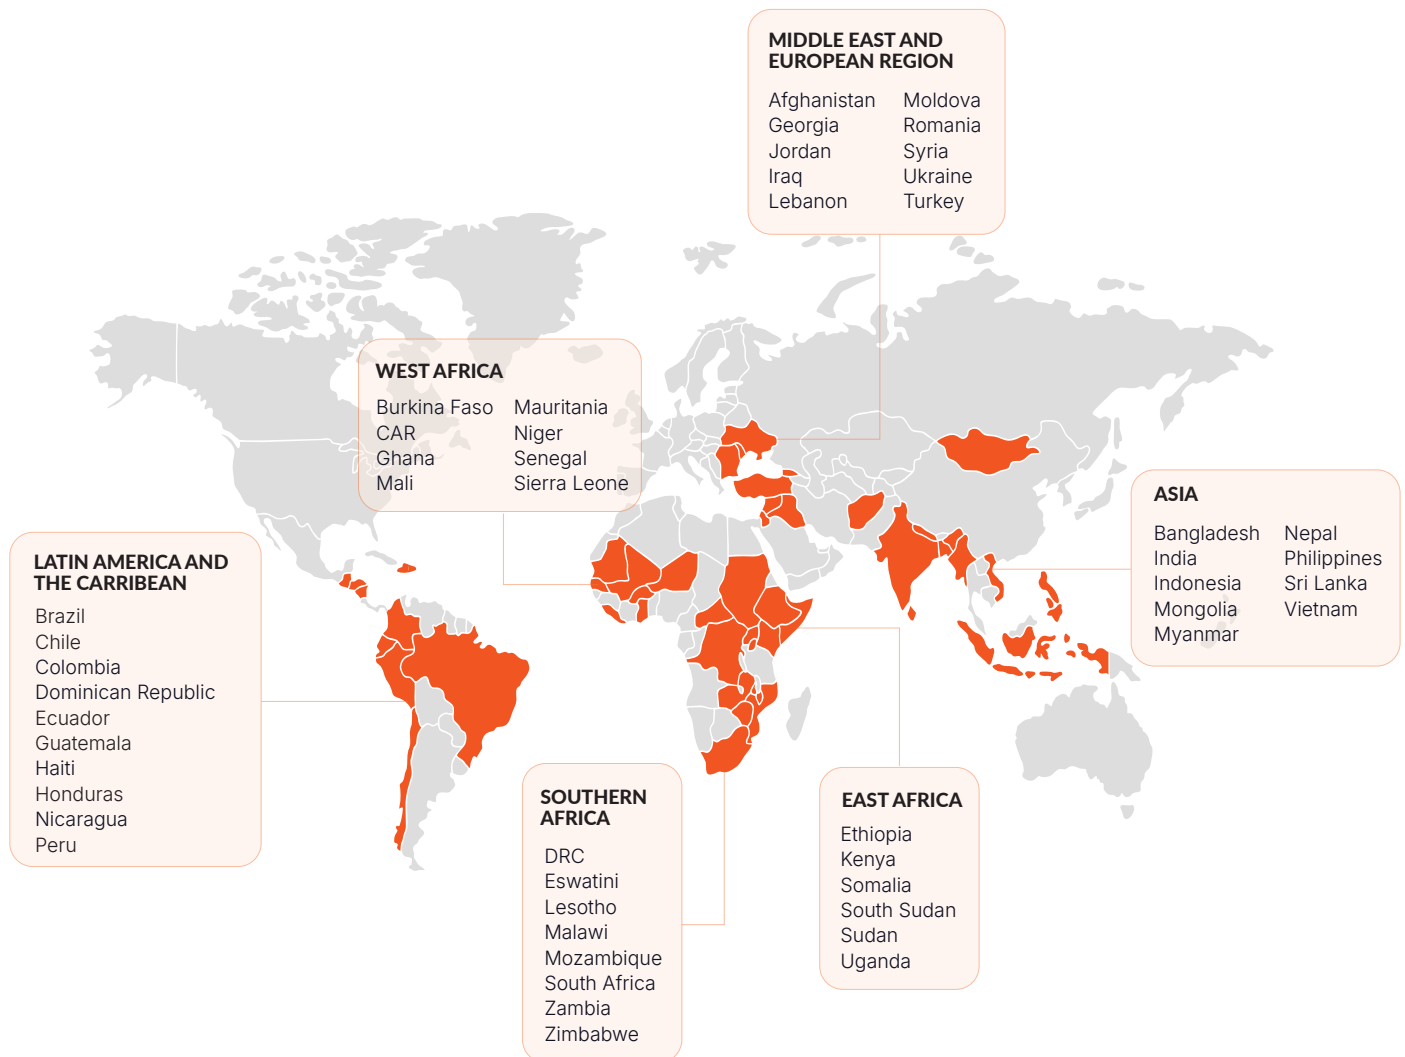 MIDDLE EAST AND
EUROPEAN REGION
Afghanistan
Georgia
Jordan
Iraq
Lebanon
Moldova
Romania
Syria
Ukraine
Turkey
WEST AFRICA
Burkina Faso
CAR
Ghana
Mali
Mauritania
Niger
Senegal
Sierra Leone
ASIA
Bangladesh
India
Indonesia
Mongolia
Myanmar
Nepal
Philippines
Sri Lanka
Vietnam
LATIN AMERICA AND
THE CARRIBEAN
Brazil
Chile
Colombia
Dominican Republic
Ecuador
Guatemala
Haiti
Honduras
Nicaragua
Peru
SOUTHERN
AFRICA
DRC
Eswatini
Lesotho
Malawi
Mozambique
South Africa
Zambia
Zimbabwe
EAST AFRICA
Ethiopia
Kenya
Somalia
South Sudan
Sudan
Uganda